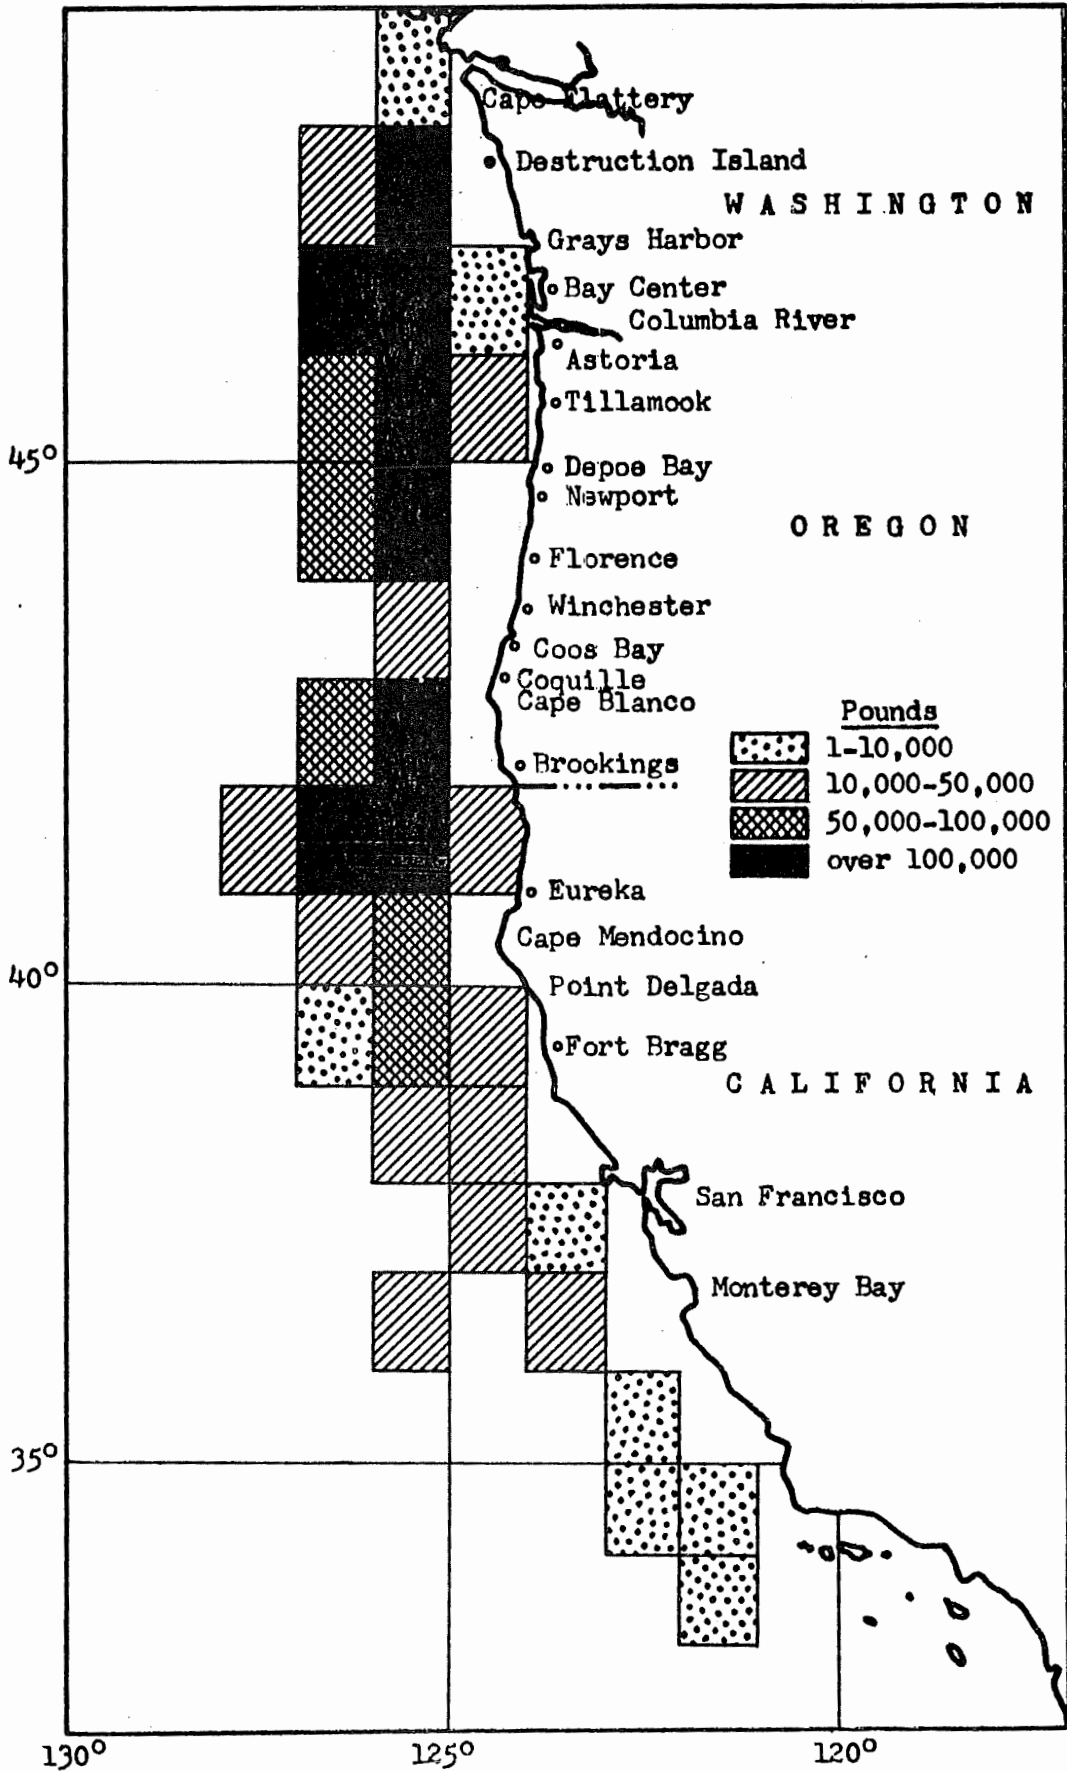 Cape Flattery
Destruction Island
WASHINGTON
Grays Harbor
Bay Center
Columbia River
Astoria
Tillamook
45°
Depoe Bay
Newport
OREGON
Florence
Winchester
Coos Bay
Coquille
Cape Blanco
Pounds
1-10,000
Brookings
10,000-50,000
50,000-100,000
over 100,000
Eureka
Cape Mendocino
40°
Point Delgada
Fort Bragg
CALIFORNIA
San Francisco
Monterey Bay
35°
130°
125°
120°